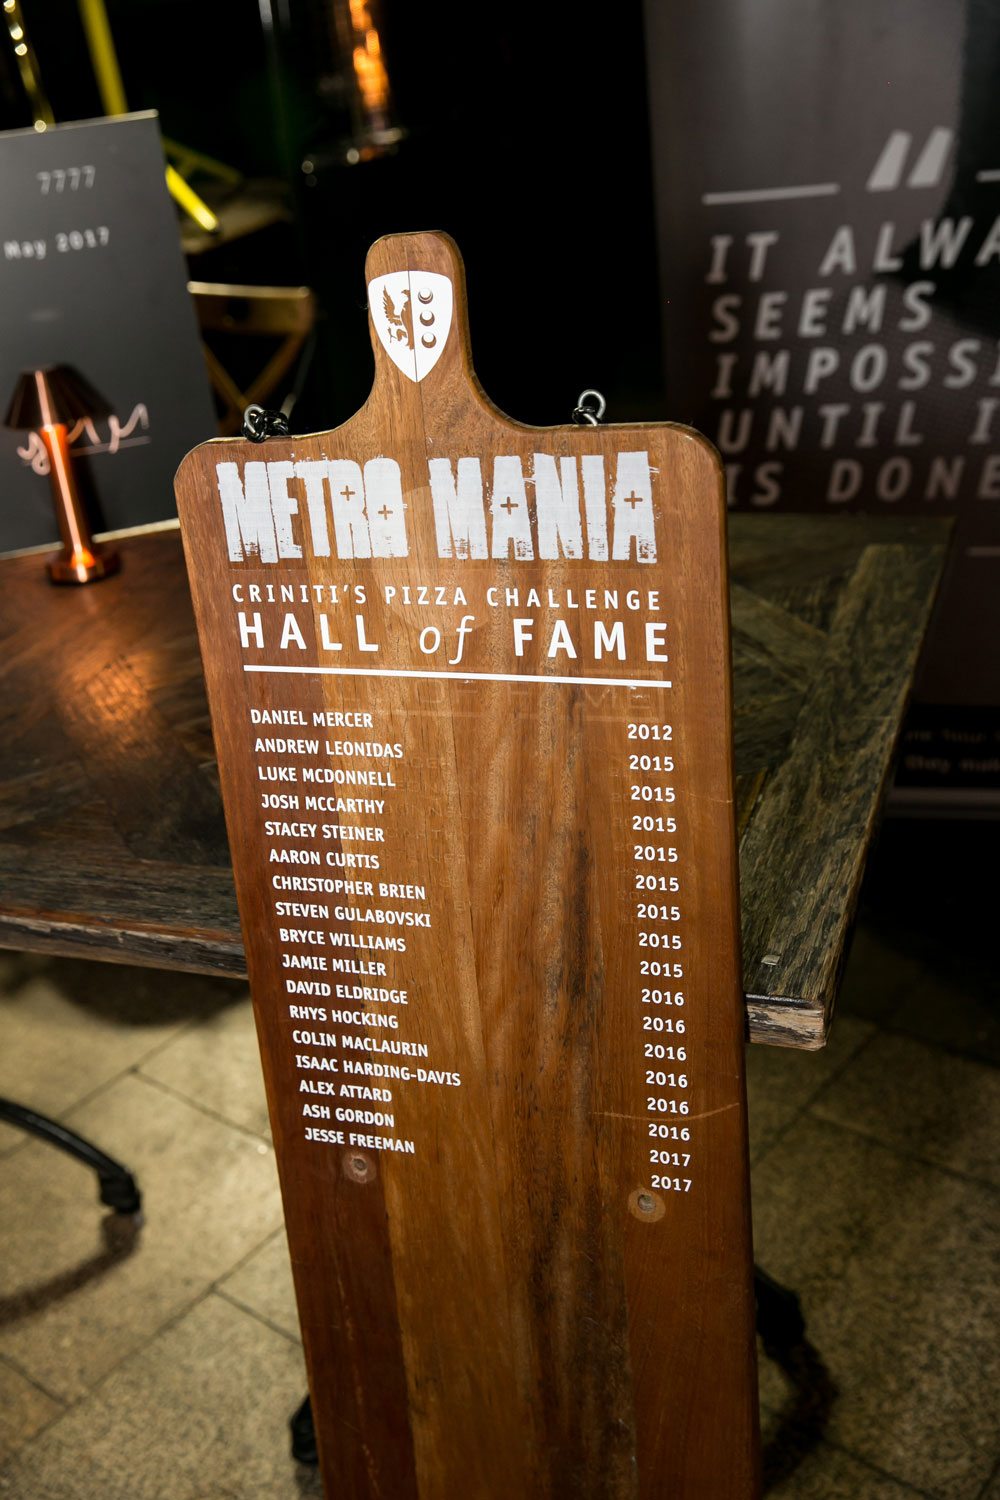 7777
May 2017
METRO MANIA
CRINITI'S PIZZA CHALLENGE
HALL of FAME
DANIEL MERCER 2012
ANDREW LEONIDAS 2015
LUKE MCDONNELL 2015
JOSH MCCARTHY 2015
STACEY STEINER 2015
AARON CURTIS 2015
CHRISTOPHER BRIEN 2015
STEVEN GULABOVSKI 2015
BRYCE WILLIAMS 2015
JAMIE MILLER 2016
DAVID ELDRIDGE 2016
RHYS HOCKING 2016
COLIN MACLAURIN 2016
ISAAC HARDING-DAVIS 2016
ALEX ATTARD 2016
ASH GORDON 2017
JESSE FREEMAN 2017
“
IT ALWA
SEEMS
IMPOSSI
UNTIL I
IS DONE